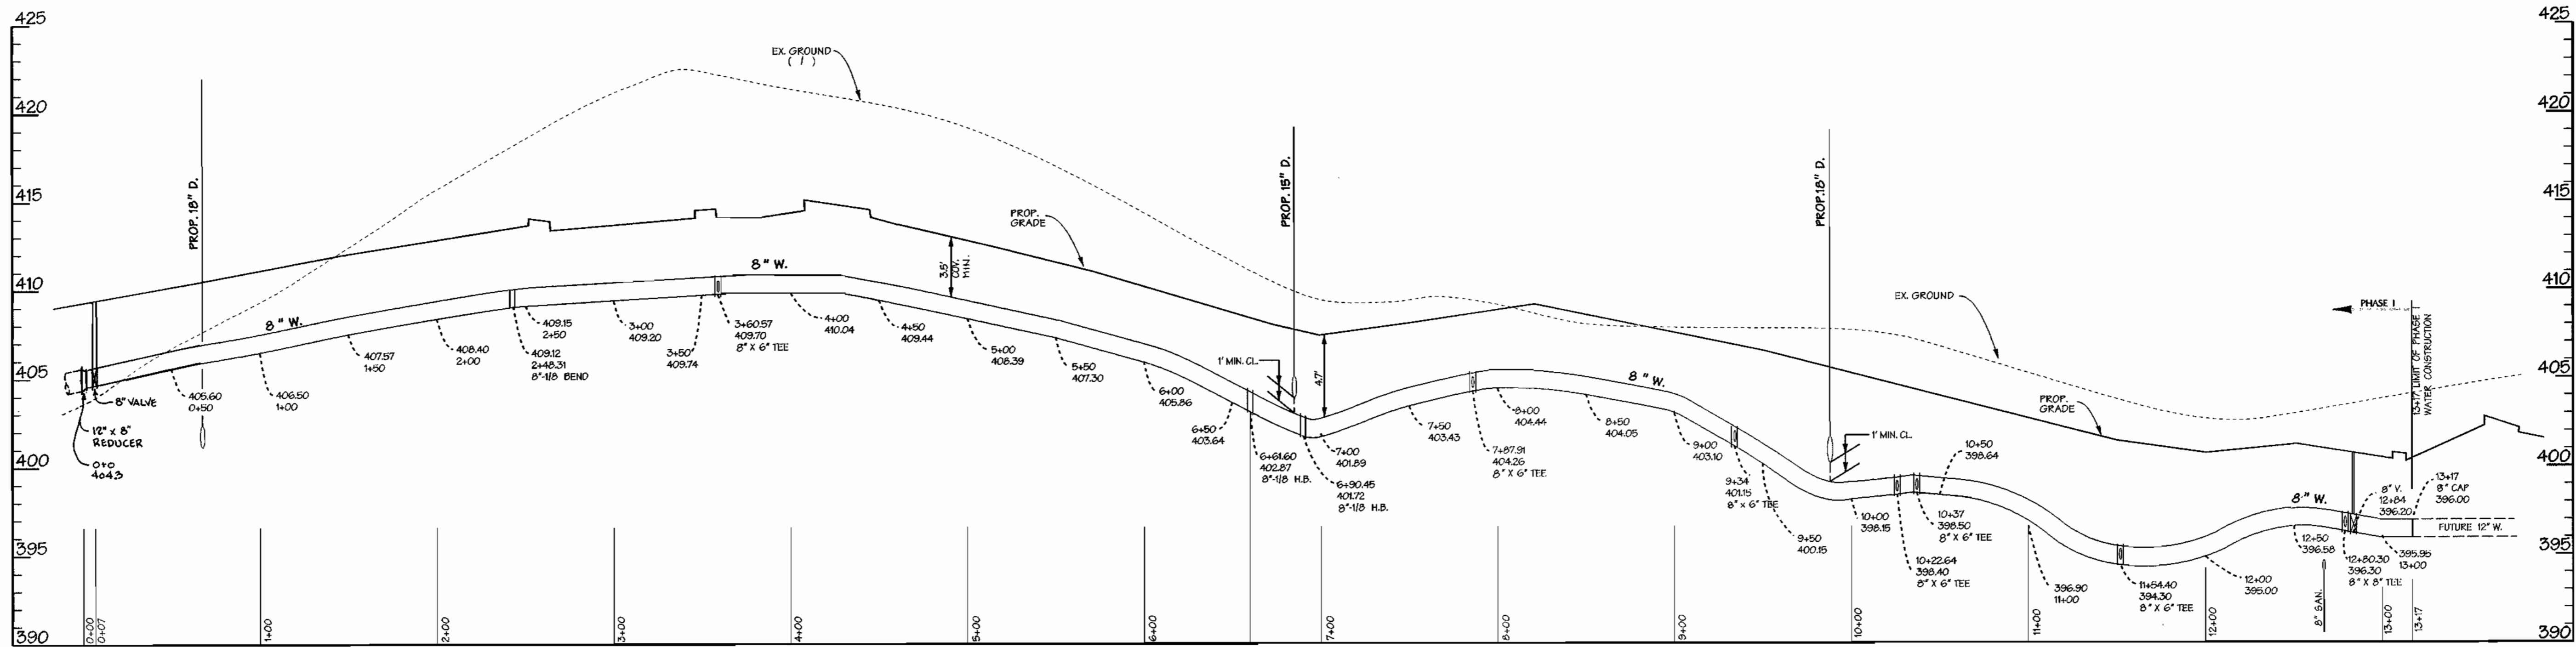 425
420
415
410
405
400
395
390
EX. GROUND
( 1 )
PROP. 18" D.
8" W.
8" VALVE
12" x 8"
REDUCER
0+0
404.3
405.60
0+50
406.50
1+00
407.57
1+50
408.40
2+00
409.15
2+50
409.12
2+48.31
8"-1/8 BEND
3+00
409.20
3+50
409.74
3+60.57
409.70
8" X 6" TEE
8" W.
4+00
410.04
4+50
409.44
3.5'
COV.
MIN.
PROP.
GRADE
5+00
408.39
5+50
407.30
6+00
405.86
6+50
403.64
1' MIN. CL.
PROP. 15" D.
4.7'
6+61.60
402.87
8"-1/8 H.B.
7+00
401.89
6+90.45
401.72
8"-1/8 H.B.
7+50
403.43
7+87.91
404.26
8" X 6" TEE
8+00
404.44
8+50
404.05
8" W.
9+00
403.10
9+34
401.15
8" x 6" TEE
9+50
400.15
PROP. 18" D.
1' MIN. CL.
EX. GROUND
10+00
398.15
10+22.64
398.40
8" X 6" TEE
10+37
398.50
8" X 6" TEE
10+50
398.64
PROP.
GRADE
396.90
11+00
11+54.40
394.30
8" X 6" TEE
12+00
395.00
8" W.
12+50
396.58
8" SAN.
8" V.
12+84
396.20
12+80.30
396.30
8" X 8" TEE
395.95
13+00
PHASE 1
13+17, LIMIT OF PHASE 1
WATER CONSTRUCTION
13+17
8" CAP
396.00
FUTURE 12" W.
0+00
0+07
1+00
2+00
3+00
4+00
5+00
6+00
7+00
8+00
9+00
10+00
11+00
12+00
13+00
13+17
425
420
415
410
405
400
395
390